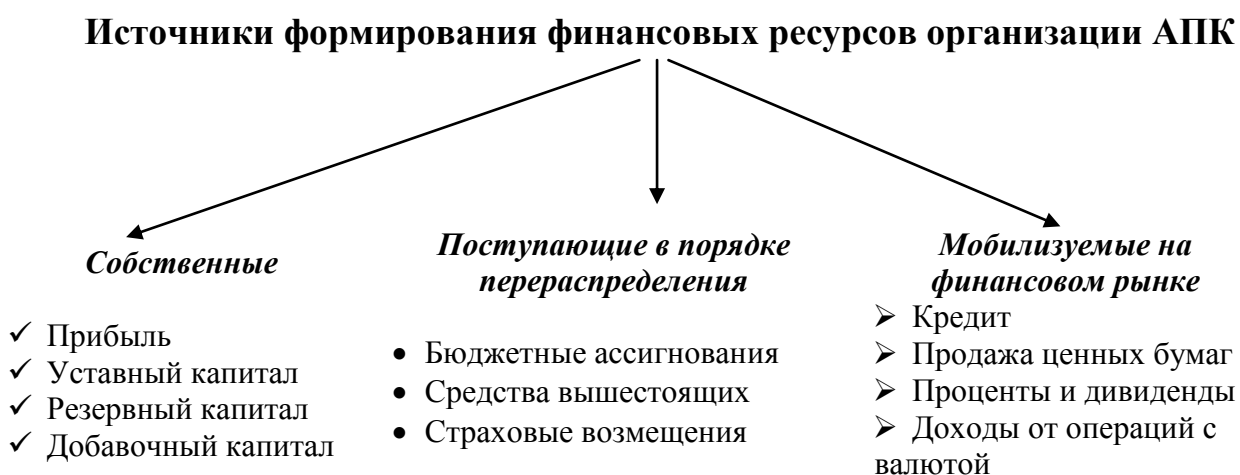 Источники формирования финансовых ресурсов организации АПК
Собственные
✓ Прибыль
✓ Уставный капитал
✓ Резервный капитал
✓ Добавочный капитал
Поступающие в порядке
перераспределения
• Бюджетные ассигнования
• Средства вышестоящих
• Страховые возмещения
Мобилизуемые на
финансовом рынке
➢ Кредит
➢ Продажа ценных бумаг
➢ Проценты и дивиденды
➢ Доходы от операций с
валютой